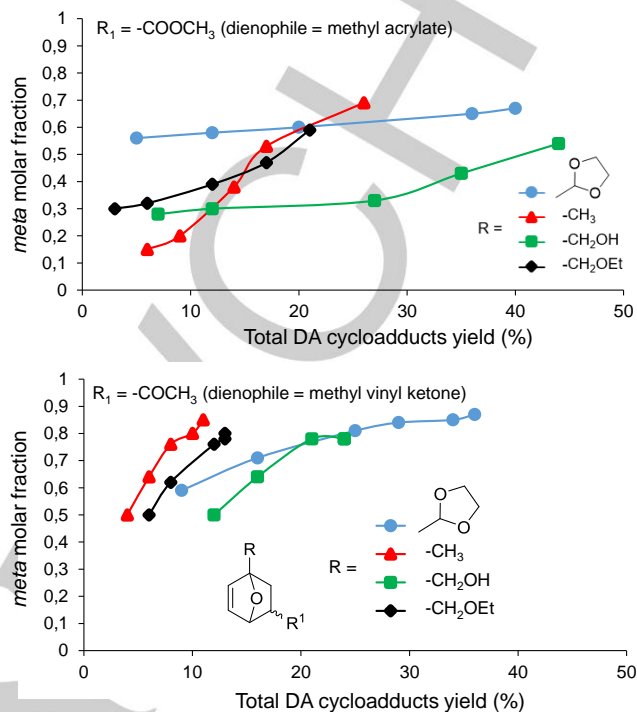 R₁ = -COOCH₃ (dienophile = methyl acrylate)
meta molar fraction
1
0,9
0,8
0,7
0,6
0,5
0,4
0,3
0,2
0,1
0
0 10 20 30 40 50
Total DA cycloadducts yield (%)
R =
O
O
-CH₃
-CH₂OH
-CH₂OEt
R₁ = -COCH₃ (dienophile = methyl vinyl ketone)
meta molar fraction
1
0,9
0,8
0,7
0,6
0,5
0,4
0,3
0,2
0,1
0
0 10 20 30 40 50
Total DA cycloadducts yield (%)
R
O
R¹
R =
O
O
-CH₃
-CH₂OH
-CH₂OEt